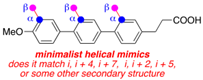 β β β
α α α
MeO COOH
minimalist helical mimics
does it match i, i + 4, i + 7, i, i + 2, i + 5,
or some other secondary structure